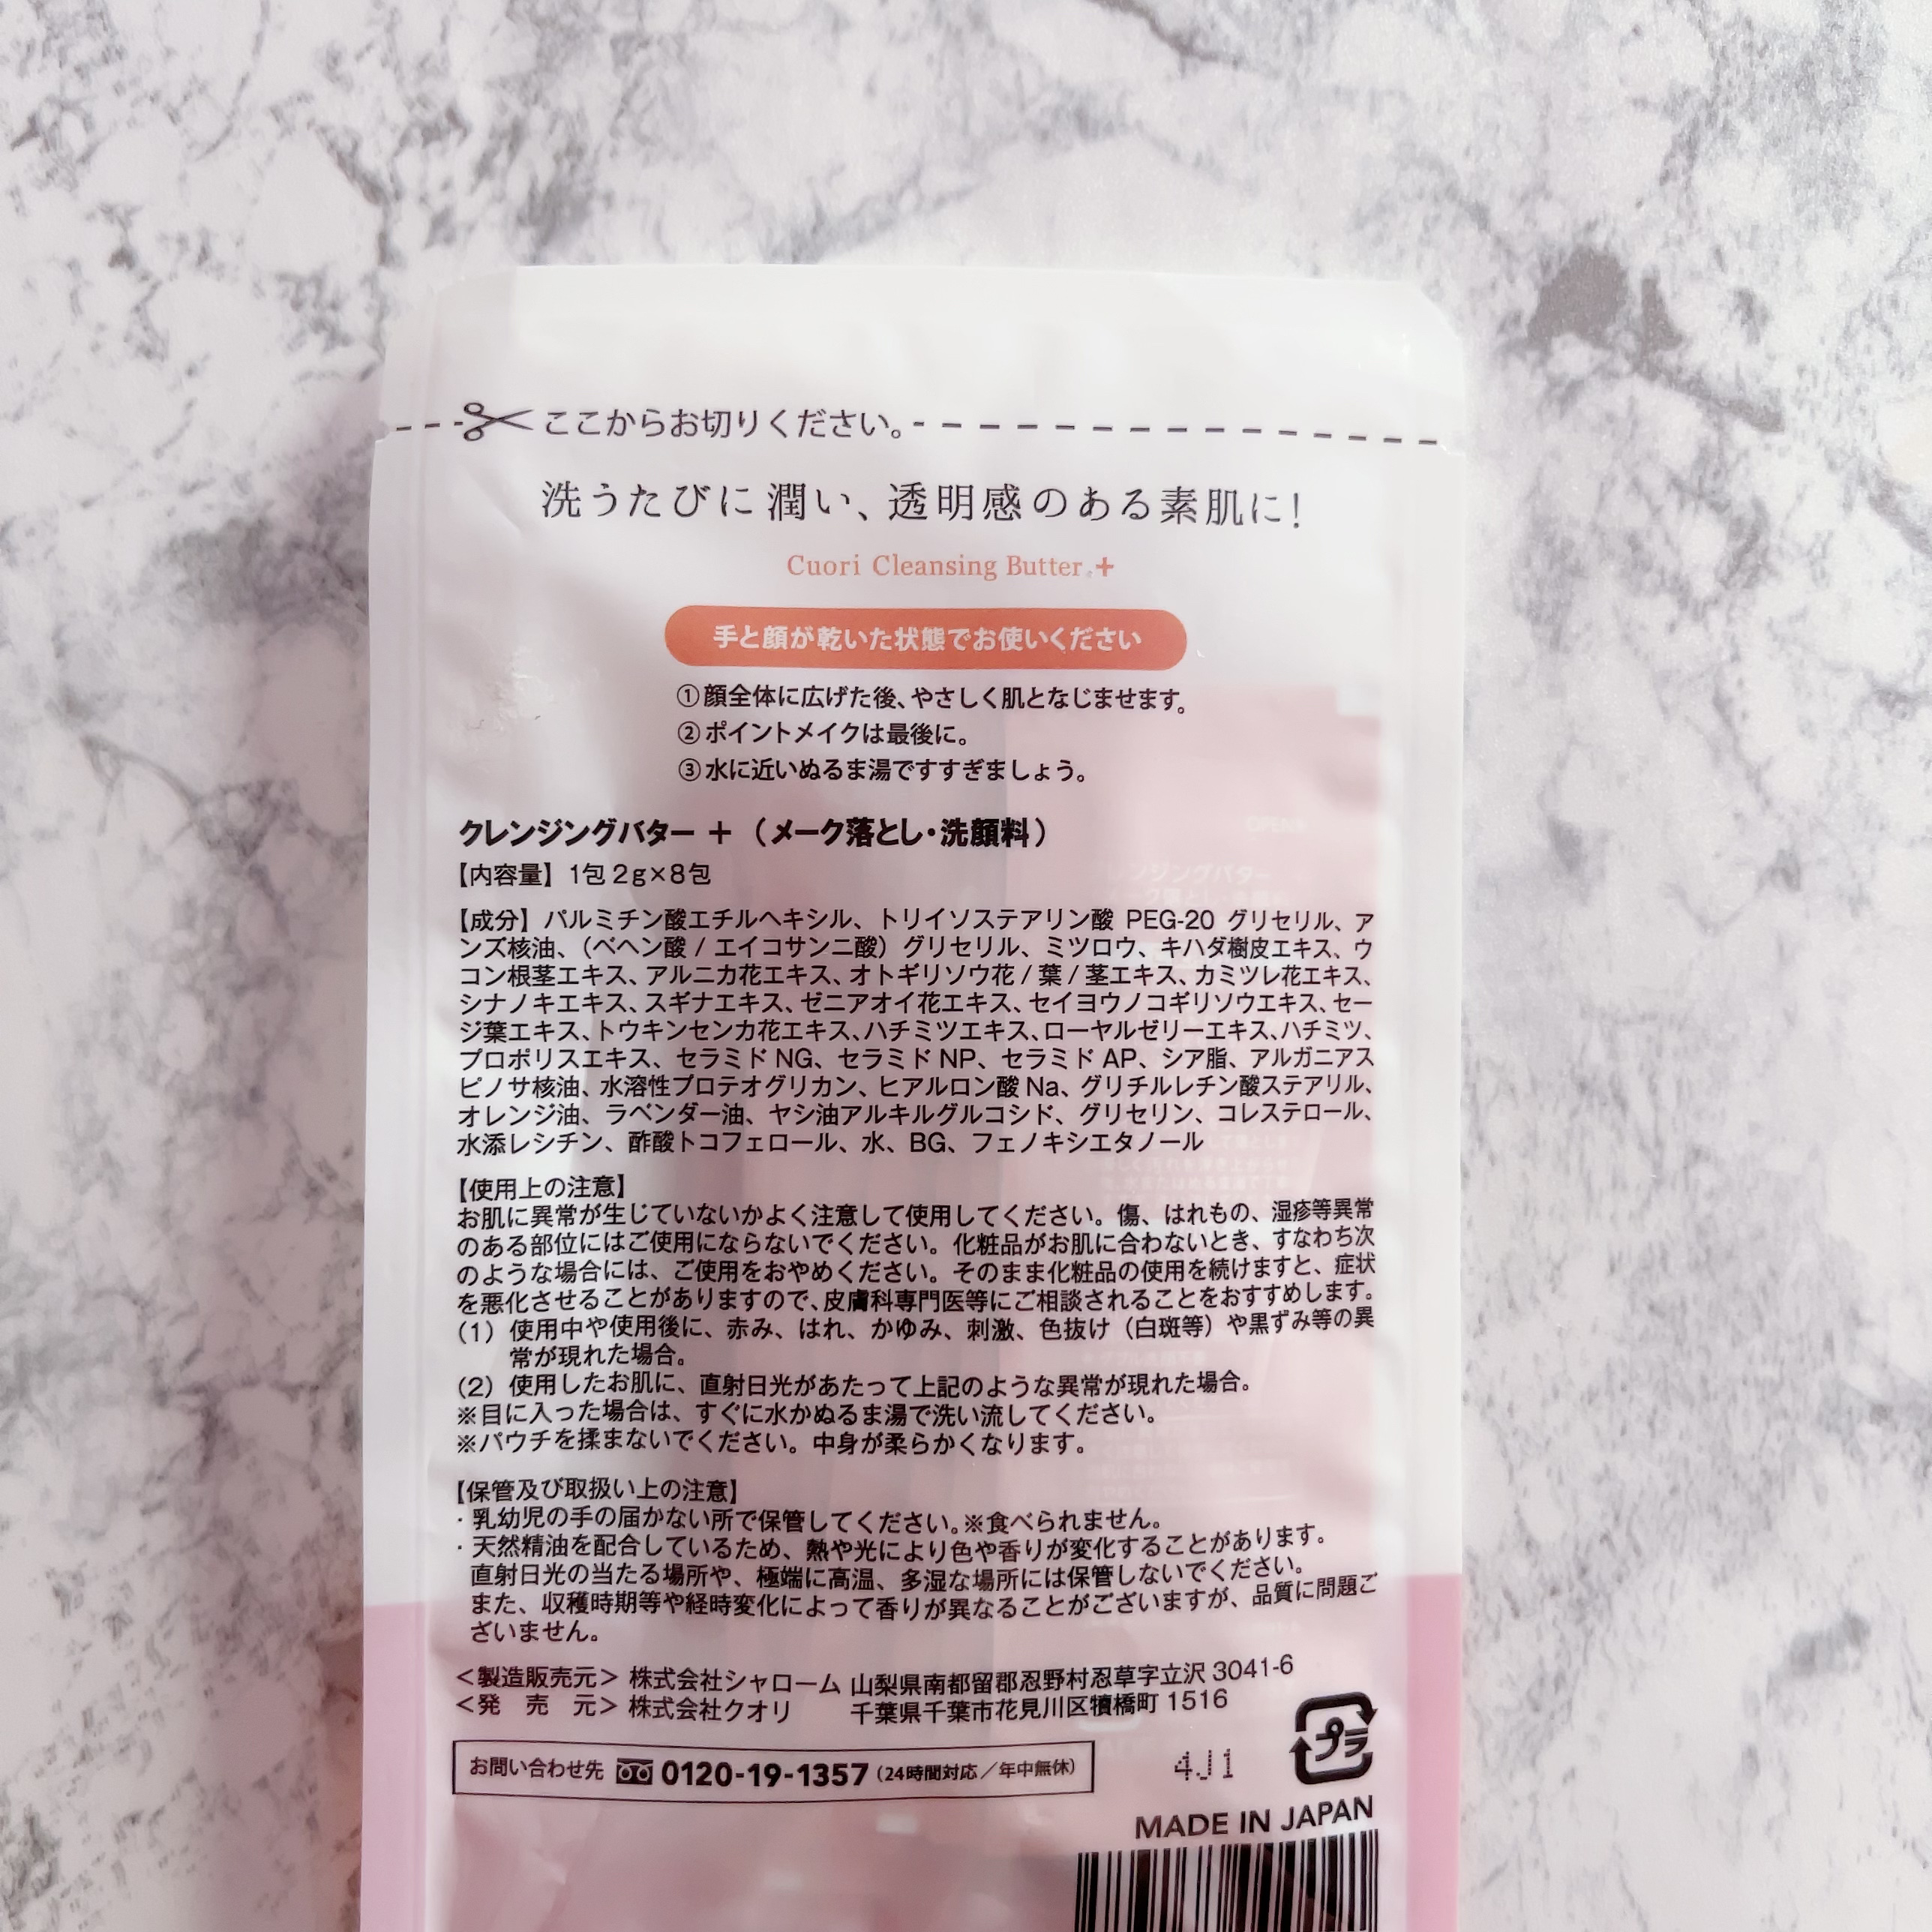 ここからお切りください。
洗うたびに潤い、透明感のある素肌に!
Cuori Cleansing Butter +
手と顔が乾いた状態でお使いください
①顔全体に広げた後、やさしく肌となじませます。
②ポイントメイクは最後に。
③水に近いぬるま湯ですすぎましょう。
クレンジングバター + （メーク落とし・洗顔料）
【内容量】1包2g×8包
【成分】パルミチン酸エチルヘキシル、トリイソステアリン酸 PEG-20 グリセリル、ア
ンズ核油、（ベヘン酸 / エイコサン二酸）グリセリル、ミツロウ、キハダ樹皮エキス、ウ
コン根茎エキス、アルニカ花エキス、オトギリソウ花 / 葉 / 茎エキス、カミツレ花エキス、
シナノキエキス、スギナエキス、ゼニアオイ花エキス、セイヨウノコギリソウエキス、セー
ジ葉エキス、トウキンセンカ花エキス、ハチミツエキス、ローヤルゼリーエキス、ハチミツ、
プロポリスエキス、セラミド NG、セラミド NP、セラミド AP、シア脂、アルガニアス
ピノサ核油、水溶性プロテオグリカン、ヒアルロン酸 Na、グリチルレチン酸ステアリル、
オレンジ油、ラベンダー油、ヤシ油アルキルグルコシド、グリセリン、コレステロール、
水添レシチン、酢酸トコフェロール、水、BG、フェノキシエタノール
【使用上の注意】
お肌に異常が生じていないかよく注意して使用してください。傷、はれもの、湿疹等異常
のある部位にはご使用にならないでください。化粧品がお肌に合わないとき、すなわち次
のような場合には、ご使用をおやめください。そのまま化粧品の使用を続けますと、症状
を悪化させることがありますので、皮膚科専門医等にご相談されることをおすすめします。
(1) 使用中や使用後に、赤み、はれ、かゆみ、刺激、色抜け（白斑等）や黒ずみ等の異
常が現れた場合。
(2) 使用したお肌に、直射日光があたって上記のような異常が現れた場合。
※目に入った場合は、すぐに水かぬるま湯で洗い流してください。
※パウチを揉まないでください。中身が柔らかくなります。
【保管及び取扱い上の注意】
・乳幼児の手の届かない所で保管してください。※食べられません。
・天然精油を配合しているため、熱や光により色や香りが変化することがあります。
直射日光の当たる場所や、極端に高温、多湿な場所には保管しないでください。
また、収穫時期等や経時変化によって香りが異なることがございますが、品質に問題ご
ざいません。
＜製造販売元＞ 株式会社シャローム 山梨県南都留郡忍野村忍草字立沢 3041-6
＜発 売 元＞ 株式会社クオリ 千葉県千葉市花見川区犢橋町 1516
お問い合わせ先 0120-19-1357（24時間対応／年中無休）
4J1
プラ
MADE IN JAPAN